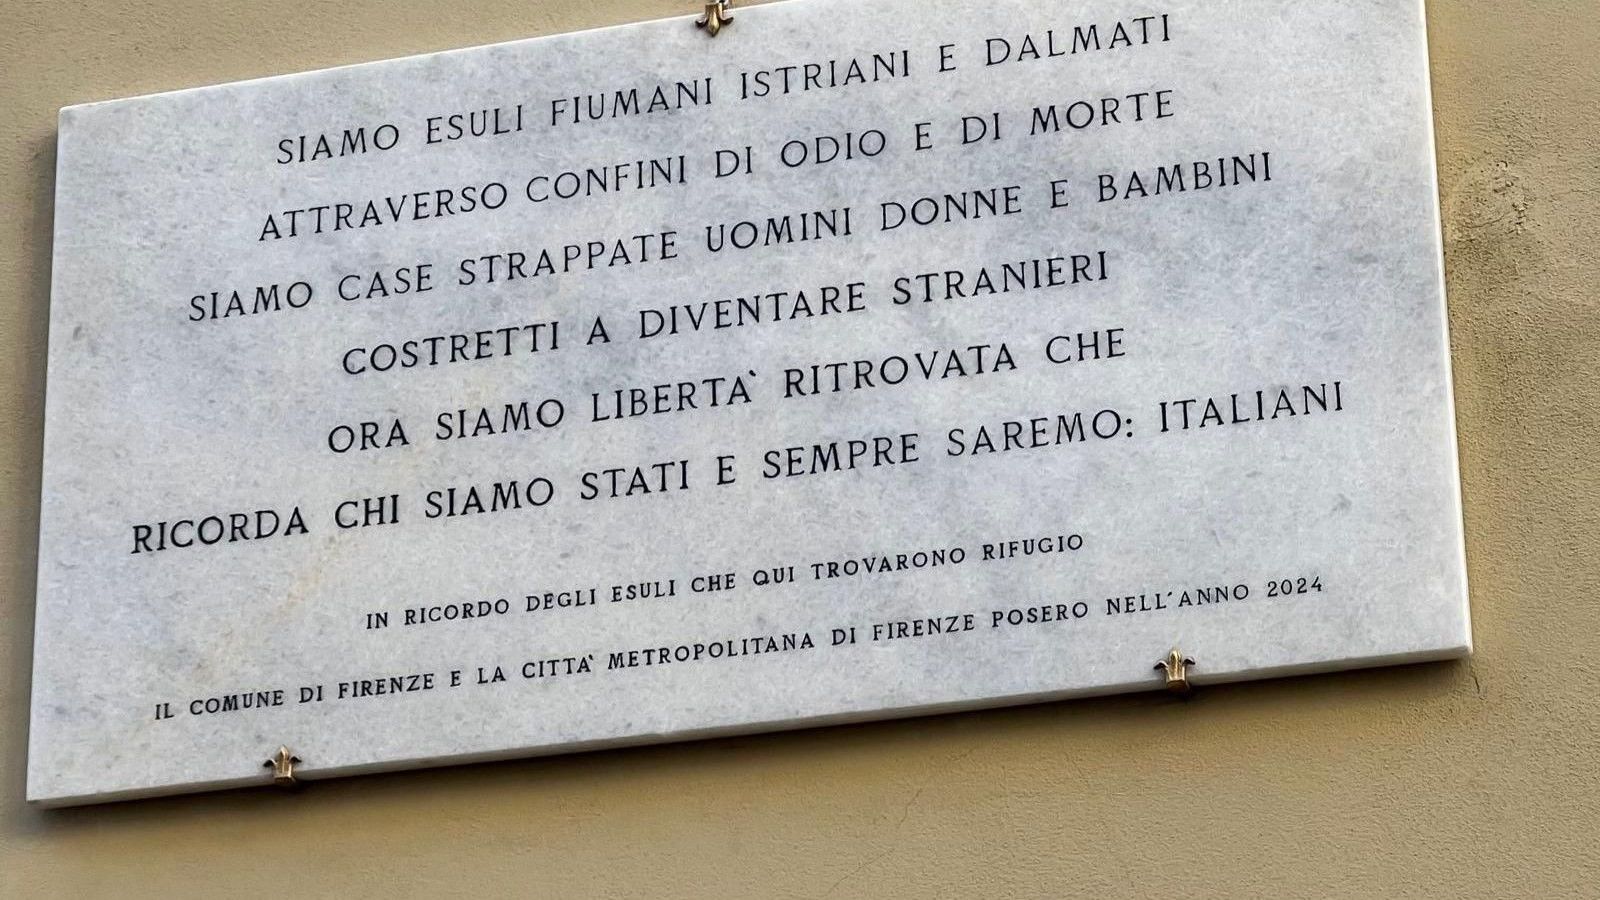 SIAMO ESULI FIUMANI ISTRIANI E DALMATI
ATTRAVERSO CONFINI DI ODIO E DI MORTE
SIAMO CASE STRAPPATE UOMINI DONNE E BAMBINI
COSTRETTI A DIVENTARE STRANIERI
ORA SIAMO LIBERTA` RITROVATA CHE
RICORDA CHI SIAMO STATI E SEMPRE SAREMO: ITALIANI
IN RICORDO DEGLI ESULI CHE QUI TROVARONO RIFUGIO
IL COMUNE DI FIRENZE E LA CITTA` METROPOLITANA DI FIRENZE POSERO NELL´ANNO 2024